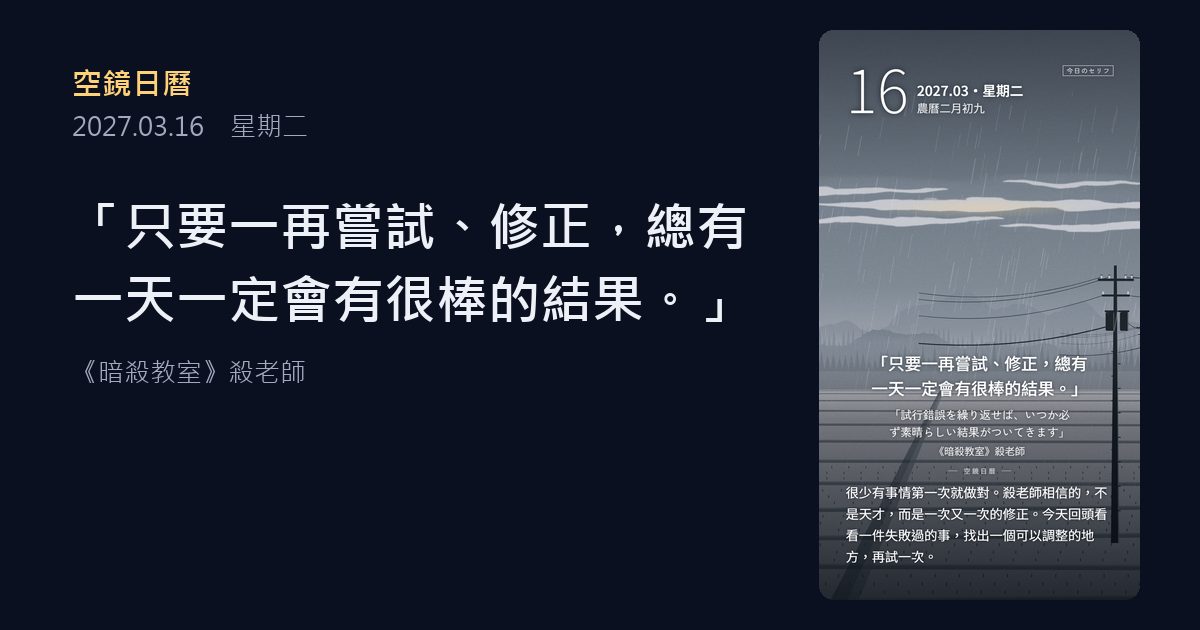 空鏡日曆
2027.03.16　星期二
「只要一再嘗試、修正，總有
一天一定會有很棒的結果。」
《暗殺教室》殺老師
今日のセリフ
16
2027.03・星期二
農曆二月初九
「只要一再嘗試、修正，總有
一天一定會有很棒的結果。」
「試行錯誤を繰り返せば、いつか必
ず素晴らしい結果がついてきます」
《暗殺教室》殺老師
— 空鏡日曆 —
很少有事情第一次就做對。殺老師相信的，不
是天才，而是一次又一次的修正。今天回頭看
看一件失敗過的事，找出一個可以調整的地
方，再試一次。